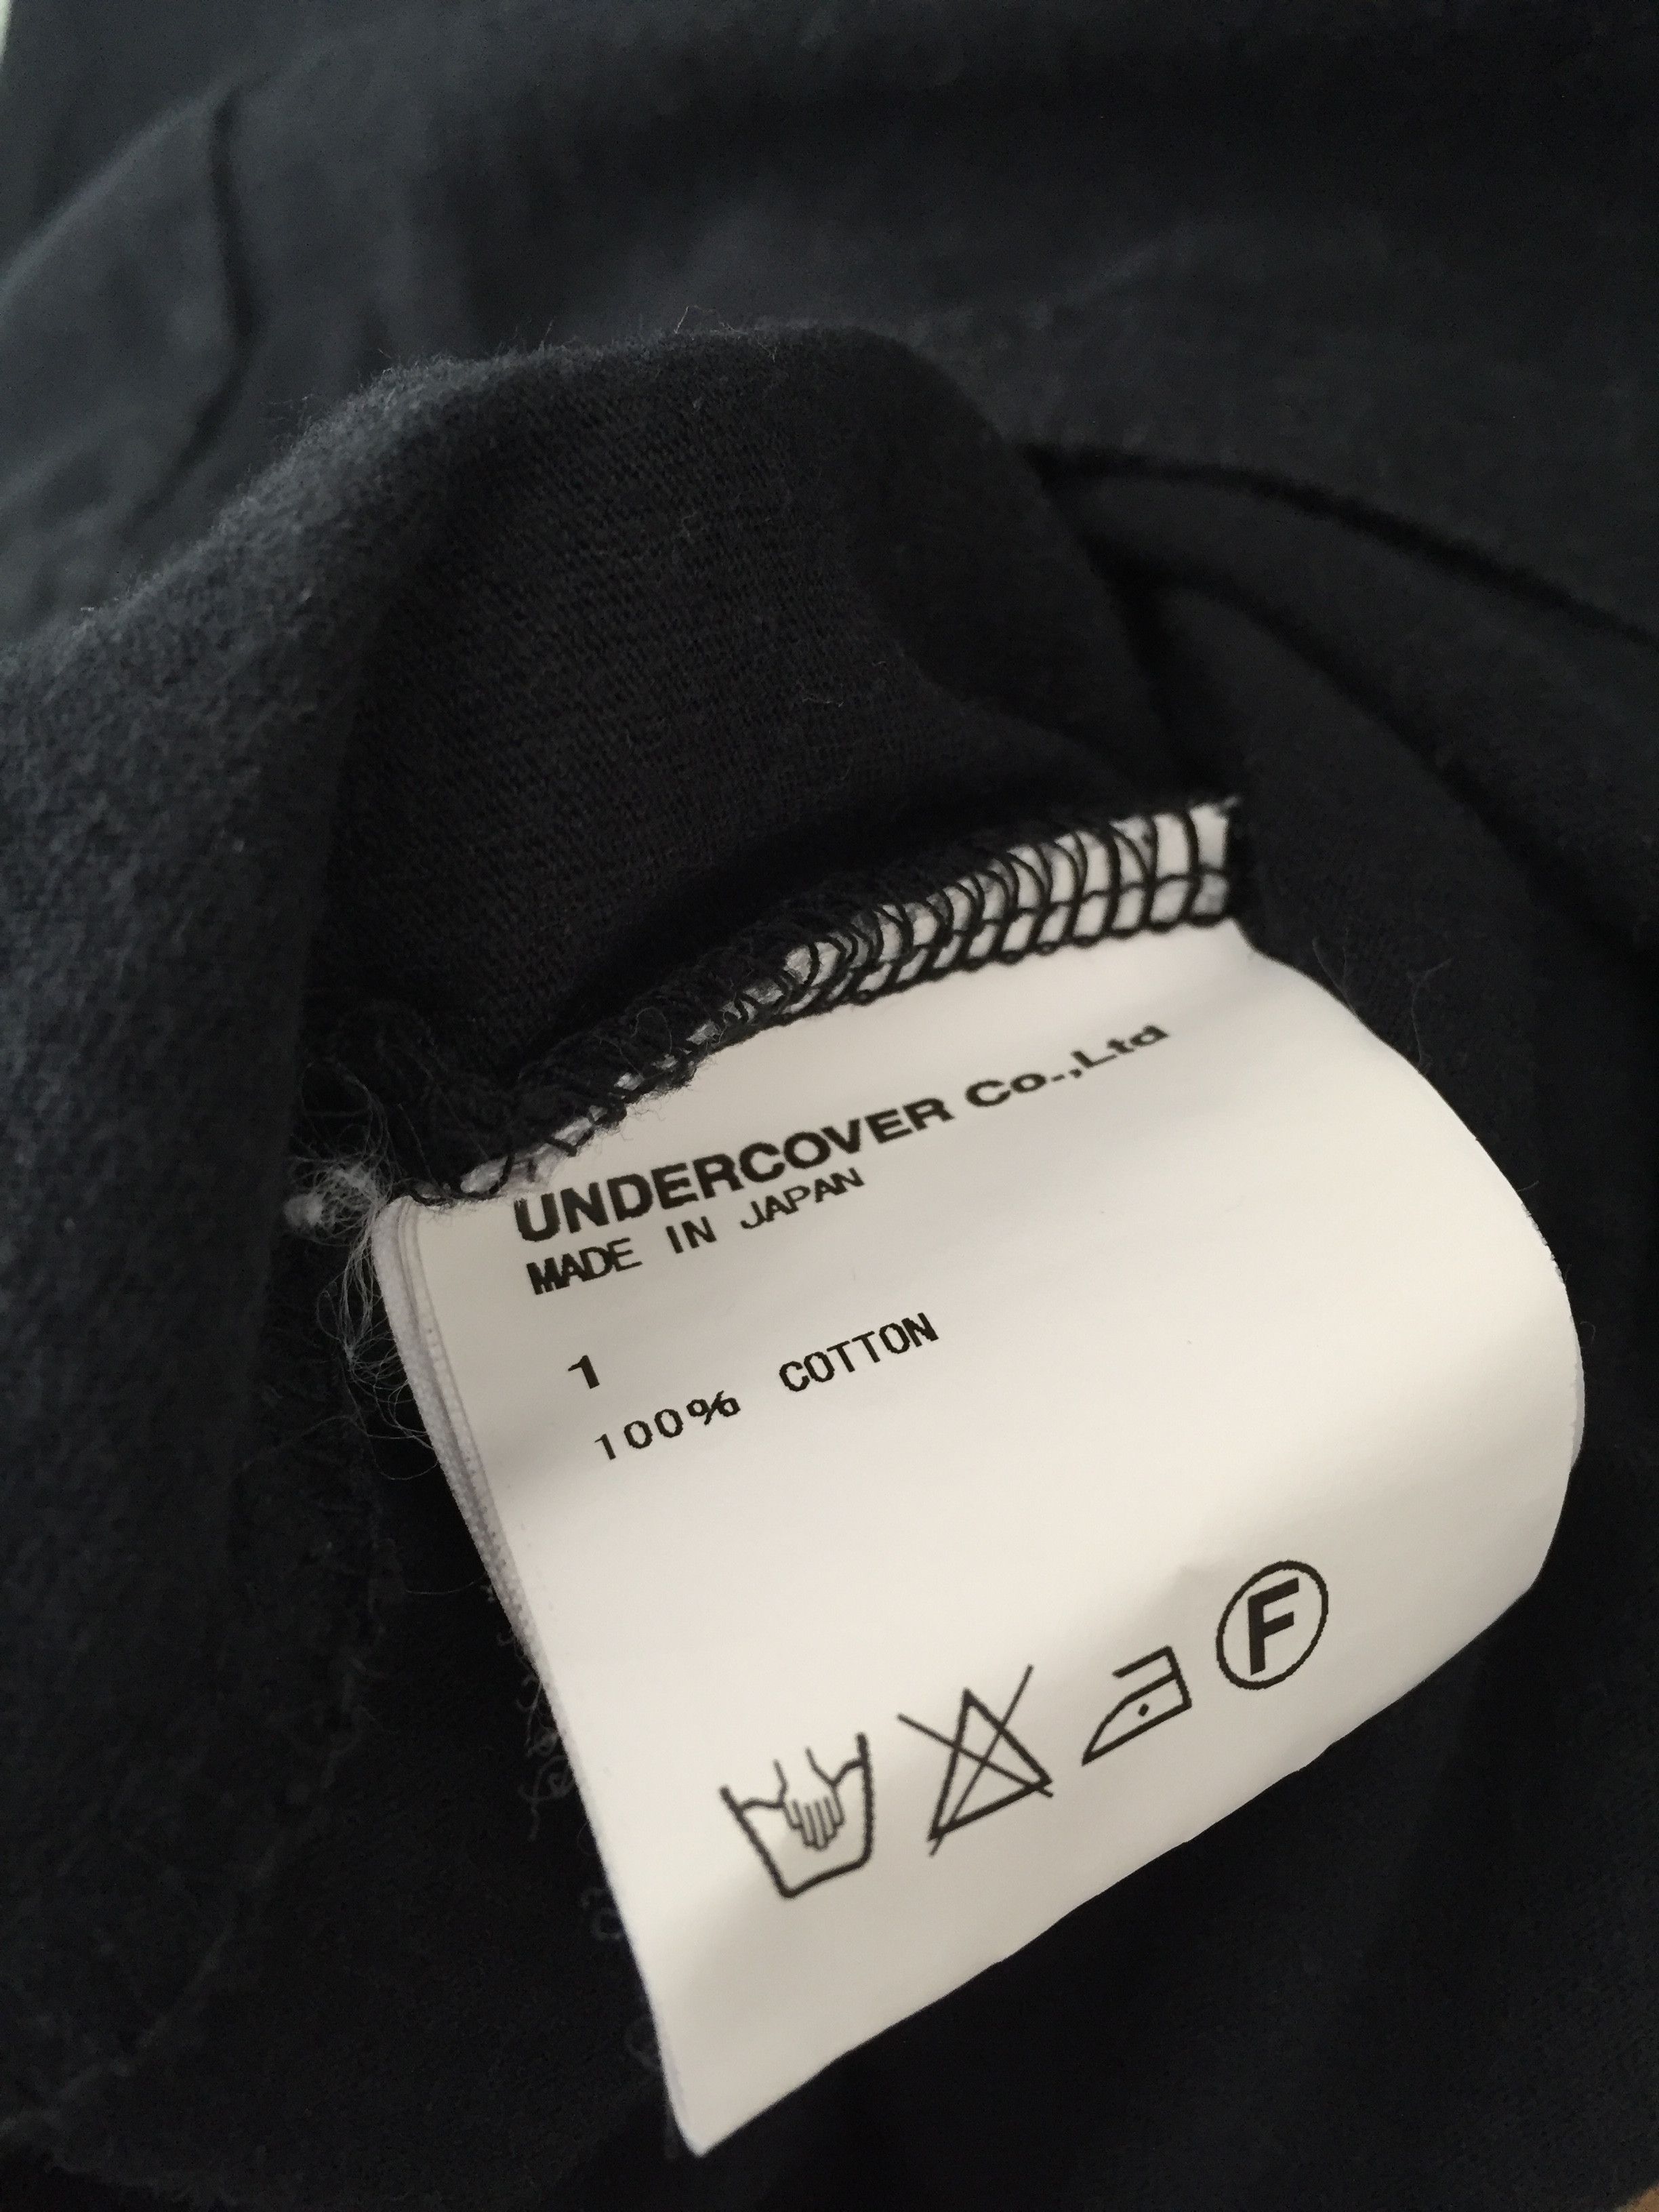 UNDERCOVER Co.,Ltd
MADE IN JAPAN
1
100% COTTON
F